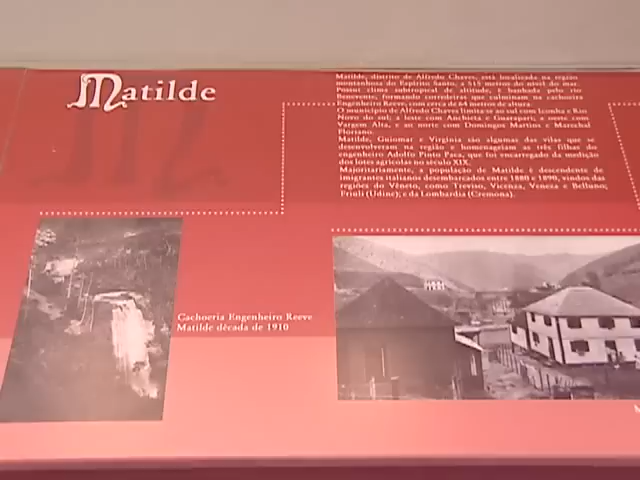 Matilde
Matilde, distrito de Alfredo Chaves, está localizada na região
montanhosa do Espírito Santo, a 515 metros do nível do mar.
Possui clima subtropical de altitude, é banhada pelo rio
Benevente, formando corredeiras que culminam na cachoeira
Engenheiro Reeve, com cerca de 64 metros de altura.
O município de Alfredo Chaves limita-se ao sul com Iconha e Rio
Novo do sul; a leste com Anchieta e Guarapari; a oeste com
Vargem Alta, e ao norte com Domingos Martins e Marechal
Floriano.
Matilde, Guiomar e Virgínia são algumas das vilas que se
desenvolveram na região e homenageiam as três filhas do
engenheiro Adolfo Pinto Paca, que foi encarregado da medição
dos lotes agrícolas no século XIX.
Majoritariamente, a população de Matilde é descendente de
imigrantes italianos desembarcados entre 1880 e 1890, vindos das
regiões do Vêneto, como Treviso, Vicenza, Veneza e Belluno;
Friuli (Udine); e da Lombardia (Cremona).
Cachoeria Engenheiro Reeve
Matilde década de 1910